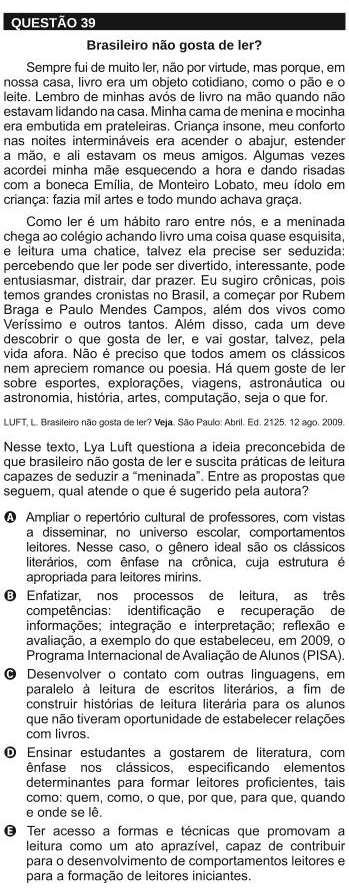 QUESTÃO 39
Brasileiro não gosta de ler?
Sempre fui de muito ler, não por virtude, mas porque, em
nossa casa, livro era um objeto cotidiano, como o pão e o
leite. Lembro de minhas avós de livro na mão quando não
estavam lidando na casa. Minha cama de menina e mocinha
era embutida em prateleiras. Criança insone, meu conforto
nas noites intermináveis era acender o abajur, estender
a mão, e ali estavam os meus amigos. Algumas vezes
acordei minha mãe esquecendo a hora e dando risadas
com a boneca Emília, de Monteiro Lobato, meu ídolo em
criança: fazia mil artes e todo mundo achava graça.
Como ler é um hábito raro entre nós, e a meninada
chega ao colégio achando livro uma coisa quase esquisita,
e leitura uma chatice, talvez ela precise ser seduzida:
percebendo que ler pode ser divertido, interessante, pode
entusiasmar, distrair, dar prazer. Eu sugiro crônicas, pois
temos grandes cronistas no Brasil, a começar por Rubem
Braga e Paulo Mendes Campos, além dos vivos como
Veríssimo e outros tantos. Além disso, cada um deve
descobrir o que gosta de ler, e vai gostar, talvez, pela
vida afora. Não é preciso que todos amem os clássicos
nem apreciem romance ou poesia. Há quem goste de ler
sobre esportes, explorações, viagens, astronáutica ou
astronomia, história, artes, computação, seja o que for.
LUFT, L. Brasileiro não gosta de ler? Veja. São Paulo: Abril. Ed. 2125. 12 ago. 2009.
Nesse texto, Lya Luft questiona a ideia preconcebida de
que brasileiro não gosta de ler e suscita práticas de leitura
capazes de seduzir a “meninada”. Entre as propostas que
seguem, qual atende o que é sugerido pela autora?
A Ampliar o repertório cultural de professores, com vistas
a disseminar, no universo escolar, comportamentos
leitores. Nesse caso, o gênero ideal são os clássicos
literários, com ênfase na crônica, cuja estrutura é
apropriada para leitores mirins.
B Enfatizar, nos processos de leitura, as três
competências: identificação e recuperação de
informações; integração e interpretação; reflexão e
avaliação, a exemplo do que estabeleceu, em 2009, o
Programa Internacional de Avaliação de Alunos (PISA).
C Desenvolver o contato com outras linguagens, em
paralelo à leitura de escritos literários, a fim de
construir histórias de leitura literária para os alunos
que não tiveram oportunidade de estabelecer relações
com livros.
D Ensinar estudantes a gostarem de literatura, com
ênfase nos clássicos, especificando elementos
determinantes para formar leitores proficientes, tais
como: quem, como, o que, por que, para que, quando
e onde se lê.
E Ter acesso a formas e técnicas que promovam a
leitura como um ato aprazível, capaz de contribuir
para o desenvolvimento de comportamentos leitores e
para a formação de leitores iniciantes.